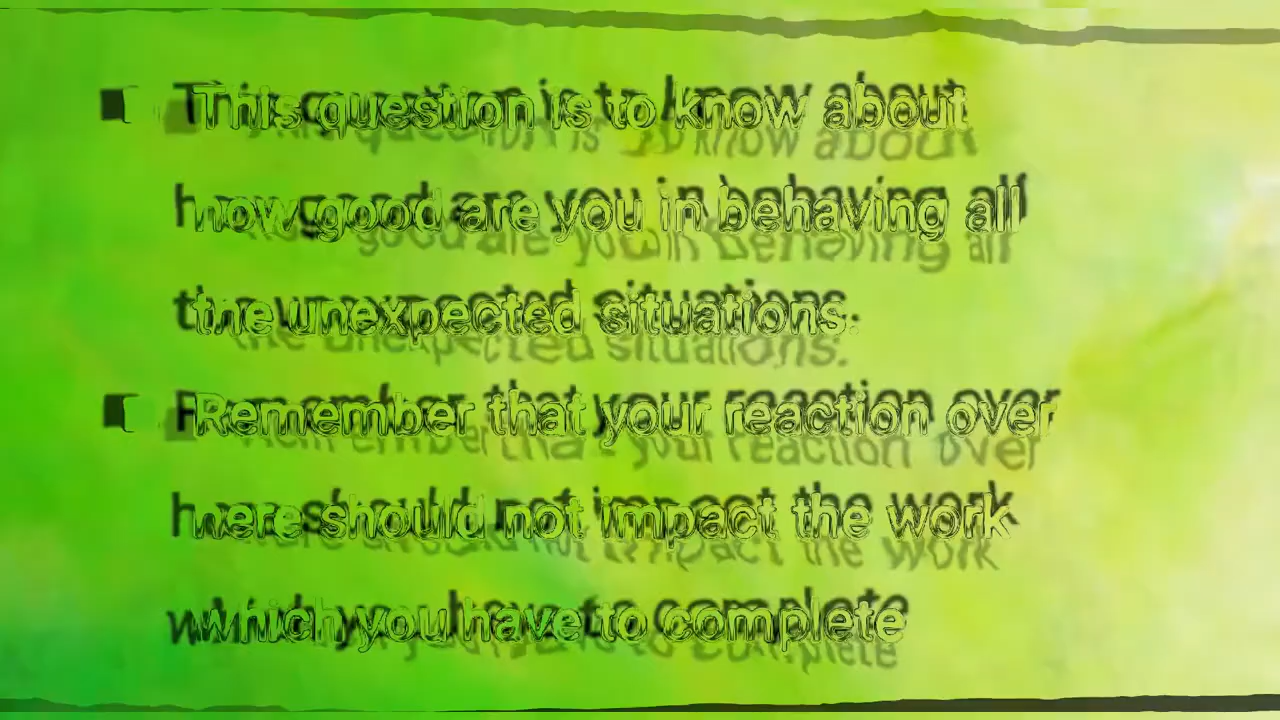 This question is to know about
how good are you in behaving all
the unexpected situations.
Remember that your reaction over
here should not impact the work
which you have to complete